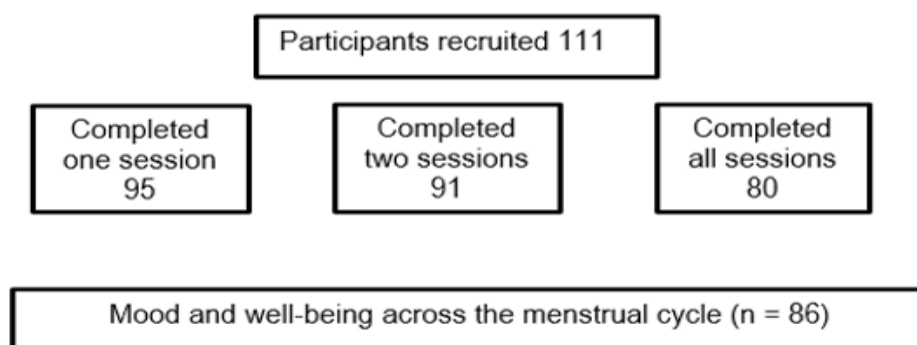 Participants recruited 111
Completed
one session
95
Completed
two sessions
91
Completed
all sessions
80
Mood and well-being across the menstrual cycle (n = 86)